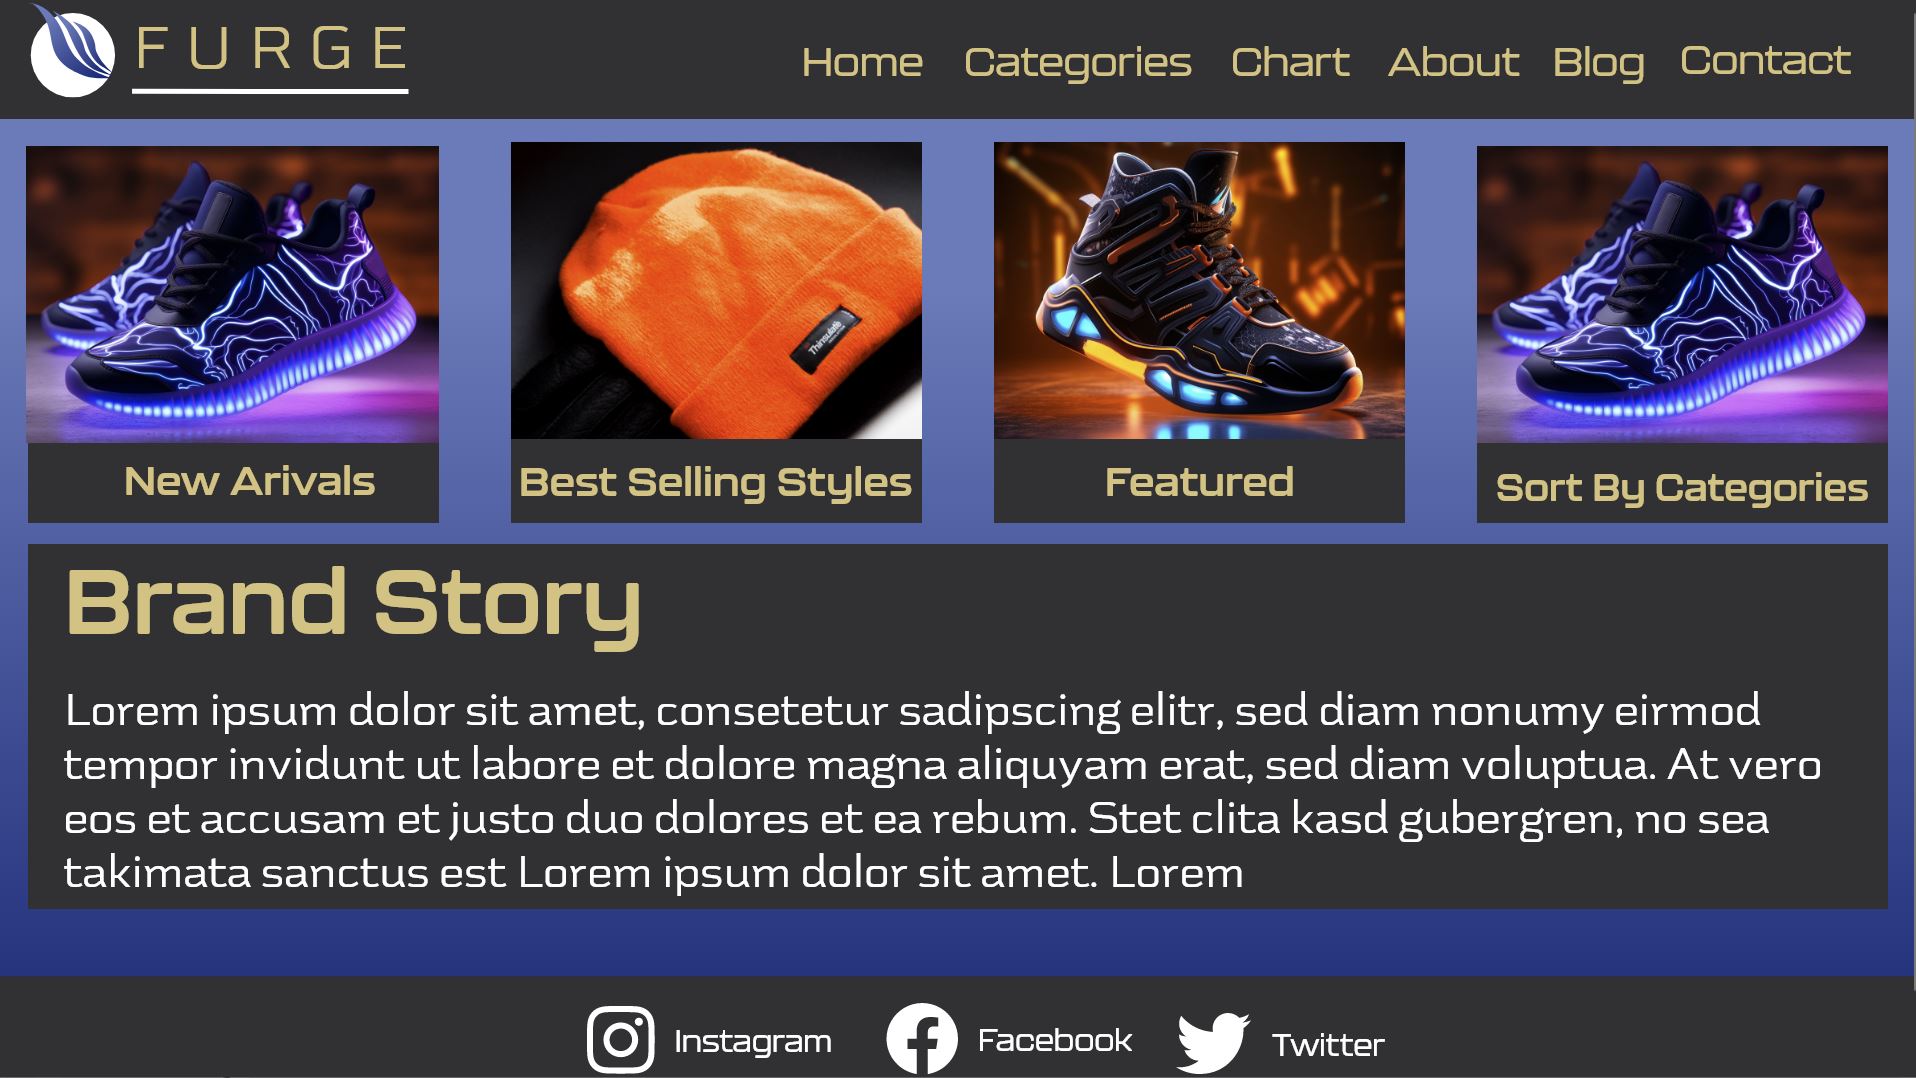 FURGE
Home Categories Chart About Blog Contact
Thinsulate
New Arivals
Best Selling Styles
Featured
Sort By Categories
Brand Story
Lorem ipsum dolor sit amet, consetetur sadipscing elitr, sed diam nonumy eirmod
tempor invidunt ut labore et dolore magna aliquyam erat, sed diam voluptua. At vero
eos et accusam et justo duo dolores et ea rebum. Stet clita kasd gubergren, no sea
takimata sanctus est Lorem ipsum dolor sit amet. Lorem
Instagram Facebook Twitter